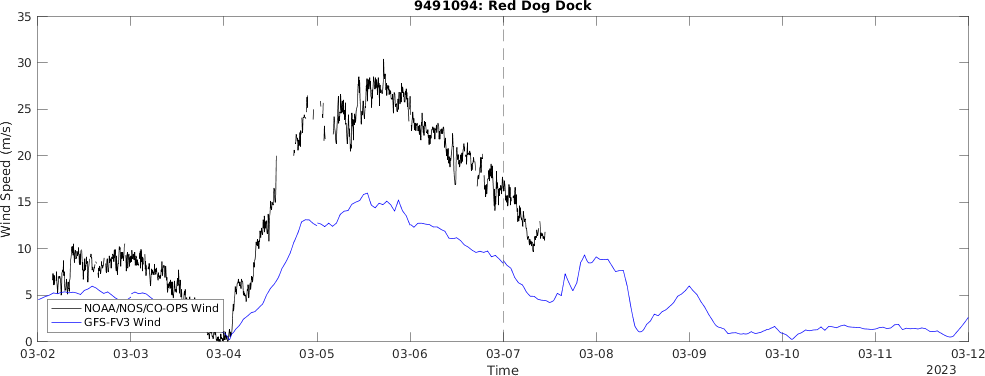 9491094: Red Dog Dock
35
30
25
20
15
10
5
0
Wind Speed (m/s)
NOAA/NOS/CO-OPS Wind
GFS-FV3 Wind
03-02 03-03 03-04 03-05 03-06 03-07 03-08 03-09 03-10 03-11 03-12
Time
2023